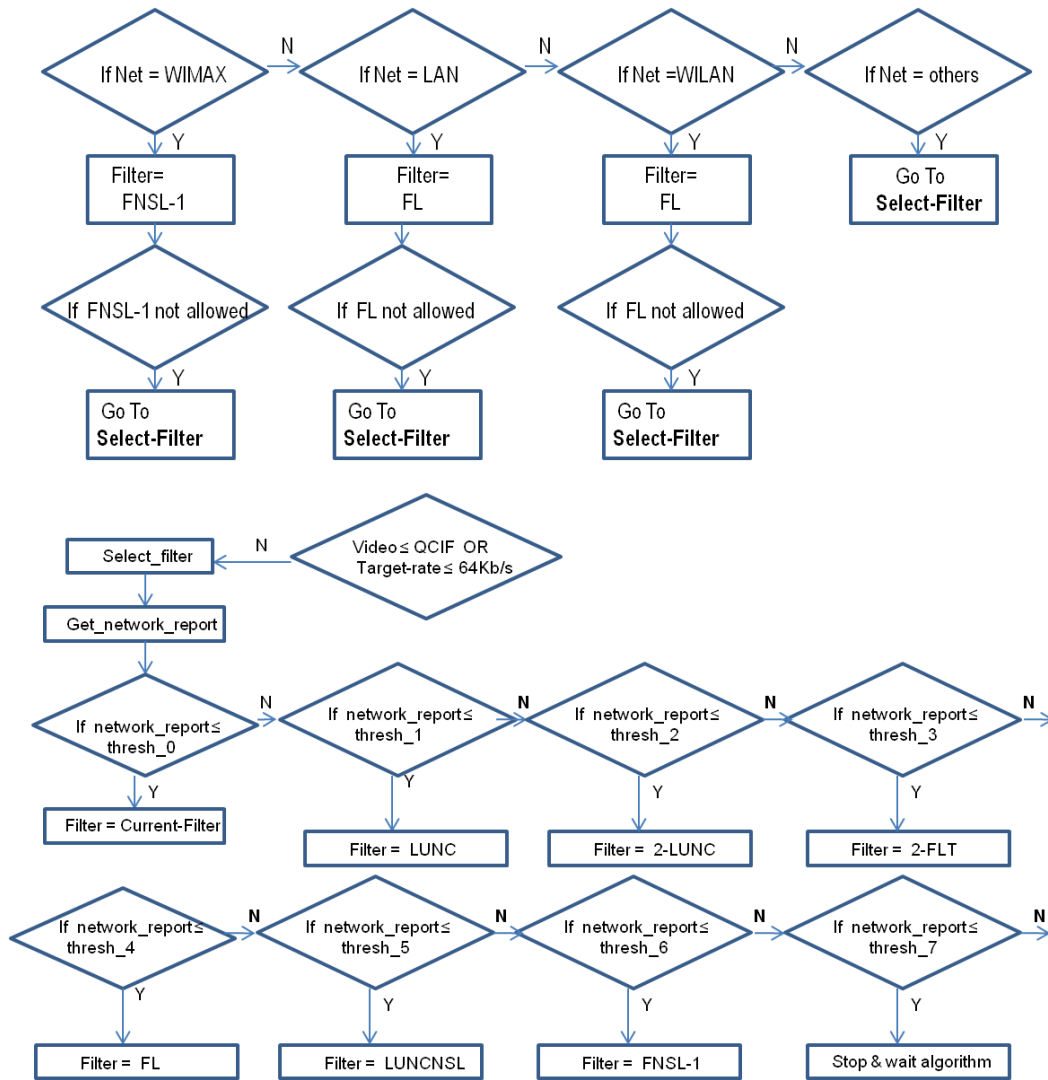 N
N
N
If Net = WIMAX
If Net = LAN
If Net =WILAN
If Net = others
Y
Y
Y
Y
Filter=
FNSL-1
Filter=
FL
Filter=
FL
Go To
Select-Filter
If FNSL-1 not allowed
If FL not allowed
If FL not allowed
Y
Y
Y
Go To
Select-Filter
Go To
Select-Filter
Go To
Select-Filter
Select_filter
N
Video ≤ QCIF OR
Target-rate ≤ 64Kb/s
Get_network_report
If network_report ≤
thresh_0
N
If network_report ≤
thresh_1
N
If network_report ≤
thresh_2
N
If network_report ≤
thresh_3
N
Y
Y
Y
Y
Filter = Current-Filter
Filter = LUNC
Filter = 2-LUNC
Filter = 2-FLT
If network_report ≤
thresh_4
N
If network_report ≤
thresh_5
N
If network_report ≤
thresh_6
N
If network_report ≤
thresh_7
N
Y
Y
Y
Y
Filter = FL
Filter = LUNCNSL
Filter = FNSL-1
Stop & wait algorithm